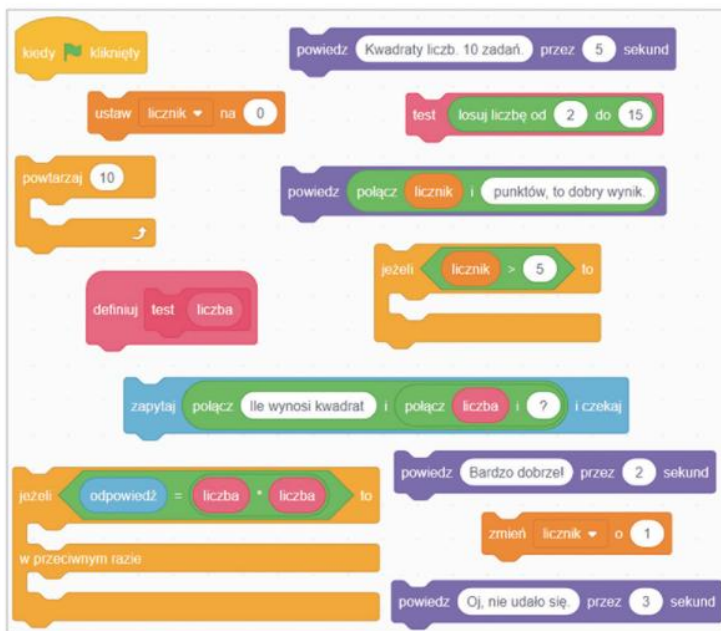 kiedy kliknięty
powiedz Kwadraty liczb. 10 zadań. przez 5 sekund
ustaw licznik na 0
test losuj liczbę od 2 do 15
powtarzaj 10
powiedz połącz licznik i punktów, to dobry wynik.
jeżeli licznik > 5 to
definiuj test liczba
zapytaj połącz Ile wynosi kwadrat i połącz liczba i ? i czekaj
jeżeli odpowiedź = liczba * liczba to
w przeciwnym razie
powiedz Bardzo dobrze! przez 2 sekund
zmień licznik o 1
powiedz Oj, nie udało się. przez 3 sekund